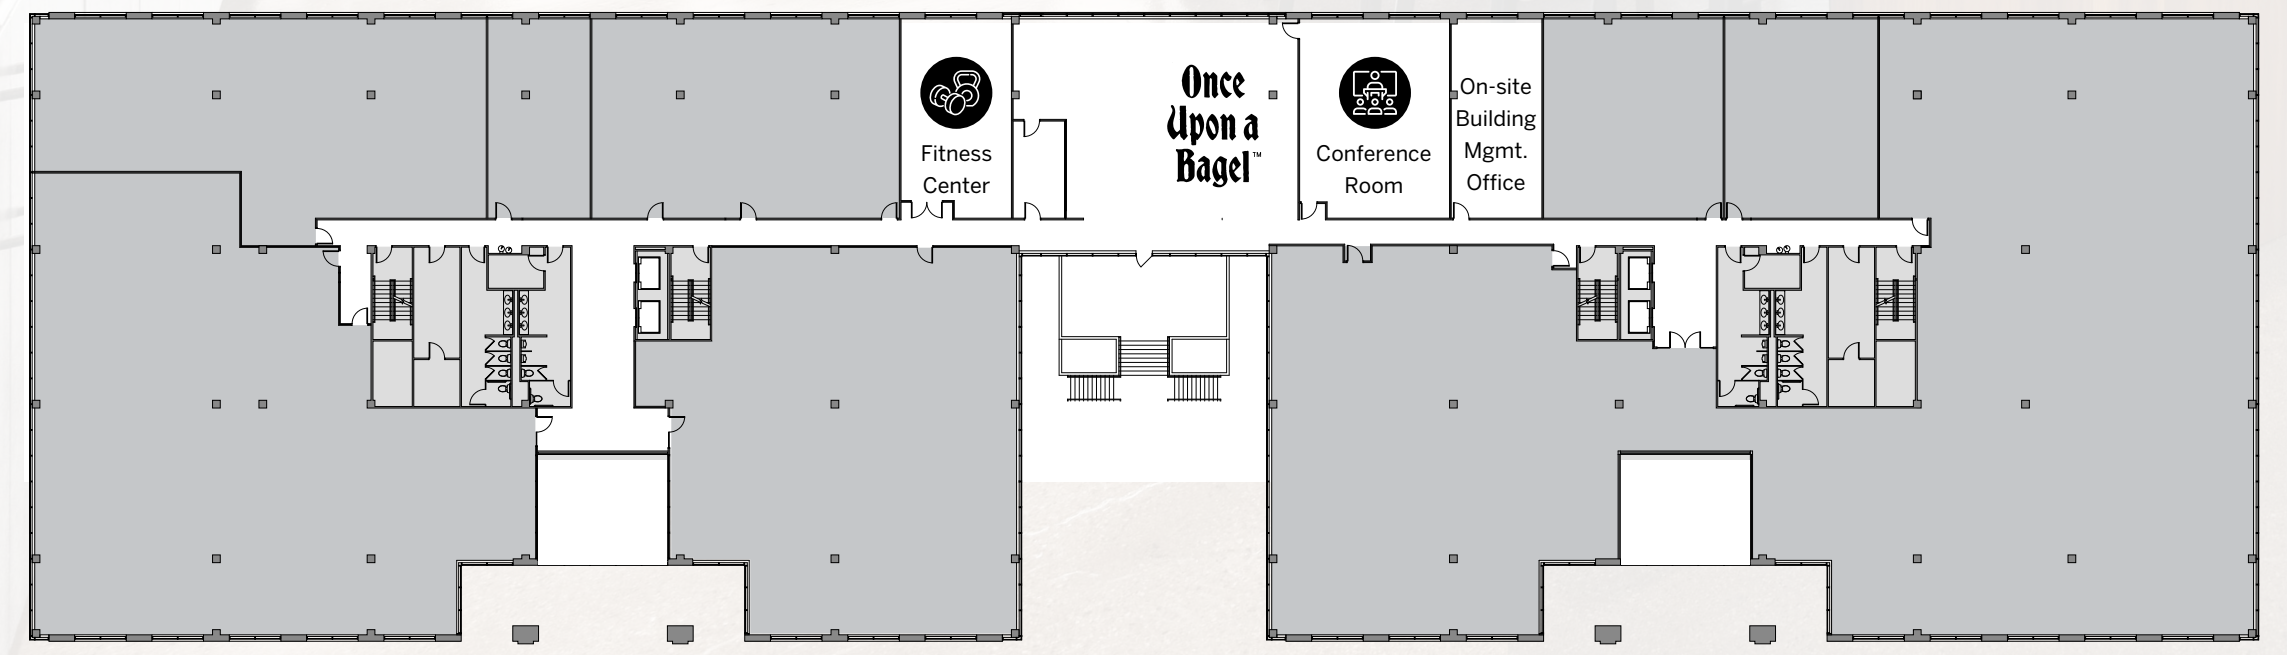 Fitness
Center
Once
Upon a
Bagel™
Conference
Room
On-site
Building
Mgmt.
Office